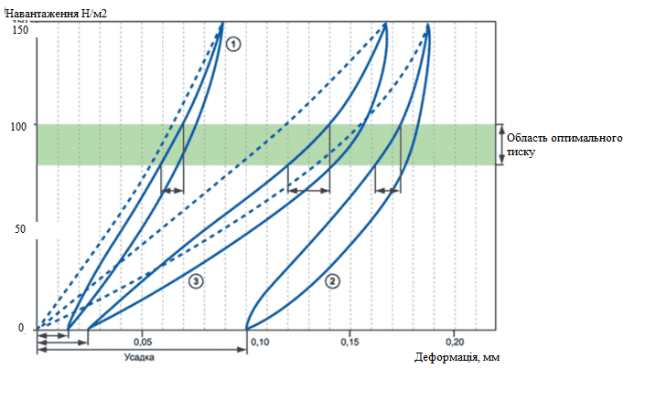 Навантаження Н/м2
150
1
100
Область оптимального
тиску
50
3
2
0
0,05
0,10
0,15
0,20
Усадка
Деформація, мм